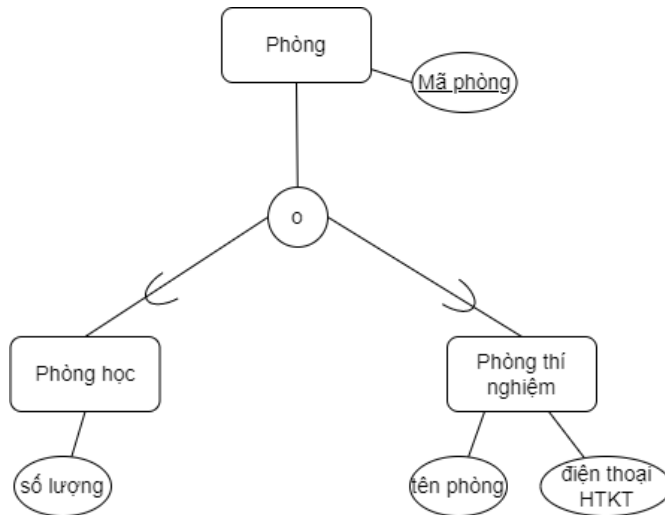 Phòng
Mã phòng
o
Phòng học
Phòng thí
nghiệm
số lượng
tên phòng
điện thoại
HTKT